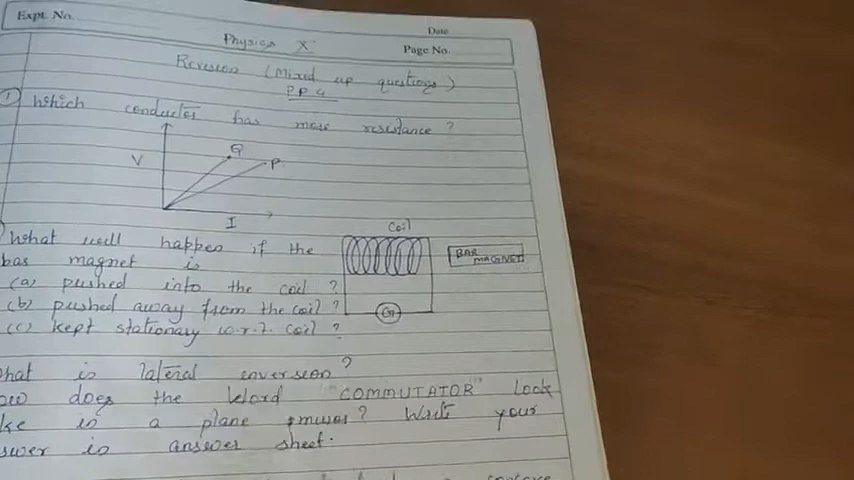 Expt. No.
Date
Physics X
Page No.
Revision (Mixed up questions)
PPG
1 Which conductor has more resistance ?
Q
P
V
I
What will happen if the
bar magnet is
(a) pushed into the coil ?
(b) pushed away from the coil ?
(c) kept stationary w.r.t. coil ?
Coil
BAR
MAGNET
G
hat is lateral inversion ?
ow does the word "COMMUTATOR" look
ke in a plane mirror ? Write your
swer in answer sheet.
concave